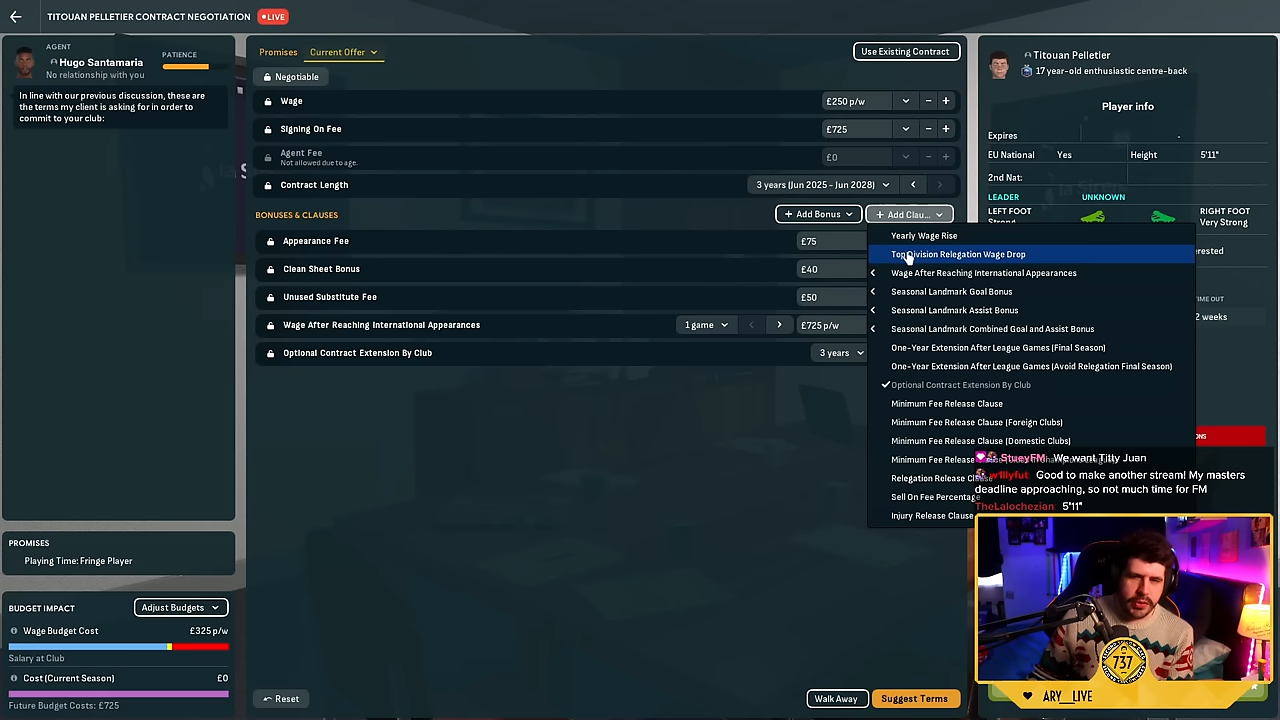 TITOUAN PELLETIER CONTRACT NEGOTIATION
LIVE
AGENT
Hugo Santamaria
No relationship with you
PATIENCE
In line with our previous discussion, these are
the terms my client is asking for in order to
commit to your club:
PROMISES
Playing Time: Fringe Player
BUDGET IMPACT
Adjust Budgets
Wage Budget Cost
£325 p/w
Salary at Club
Cost (Current Season)
£0
Future Budget Costs: £725
Promises
Current Offer
Use Existing Contract
Negotiable
Wage
£250 p/w
Signing On Fee
£725
Agent Fee
Not allowed due to age.
£0
Contract Length
3 years (Jun 2025 - Jun 2028)
BONUSES & CLAUSES
Add Bonus
Add Clau...
Appearance Fee
£75
Clean Sheet Bonus
£40
Unused Substitute Fee
£50
Wage After Reaching International Appearances
1 game
£725 p/w
Optional Contract Extension By Club
3 years
Yearly Wage Rise
Top Division Relegation Wage Drop
Wage After Reaching International Appearances
Seasonal Landmark Goal Bonus
Seasonal Landmark Assist Bonus
Seasonal Landmark Combined Goal and Assist Bonus
One-Year Extension After League Games (Final Season)
One-Year Extension After League Games (Avoid Relegation Final Season)
Optional Contract Extension By Club
Minimum Fee Release Clause
Minimum Fee Release Clause (Foreign Clubs)
Minimum Fee Release Clause (Domestic Clubs)
Minimum Fee Release
Relegation Release Clause
Sell On Fee Percentage
Injury Release Clause
Reset
Walk Away
Suggest Terms
Titouan Pelletier
17 year-old enthusiastic centre-back
Player info
Expires
-
EU National
Yes
Height
5'11"
2nd Nat:
LEADER
UNKNOWN
LEFT FOOT
Strong
RIGHT FOOT
Very Strong
2 weeks
StueyFM: We want Titty Juan
w1llyfut: Good to make another stream! My masters
deadline approaching, so not much time for FM
TheLalochezian: 5'11"
737
ARY__LIVE